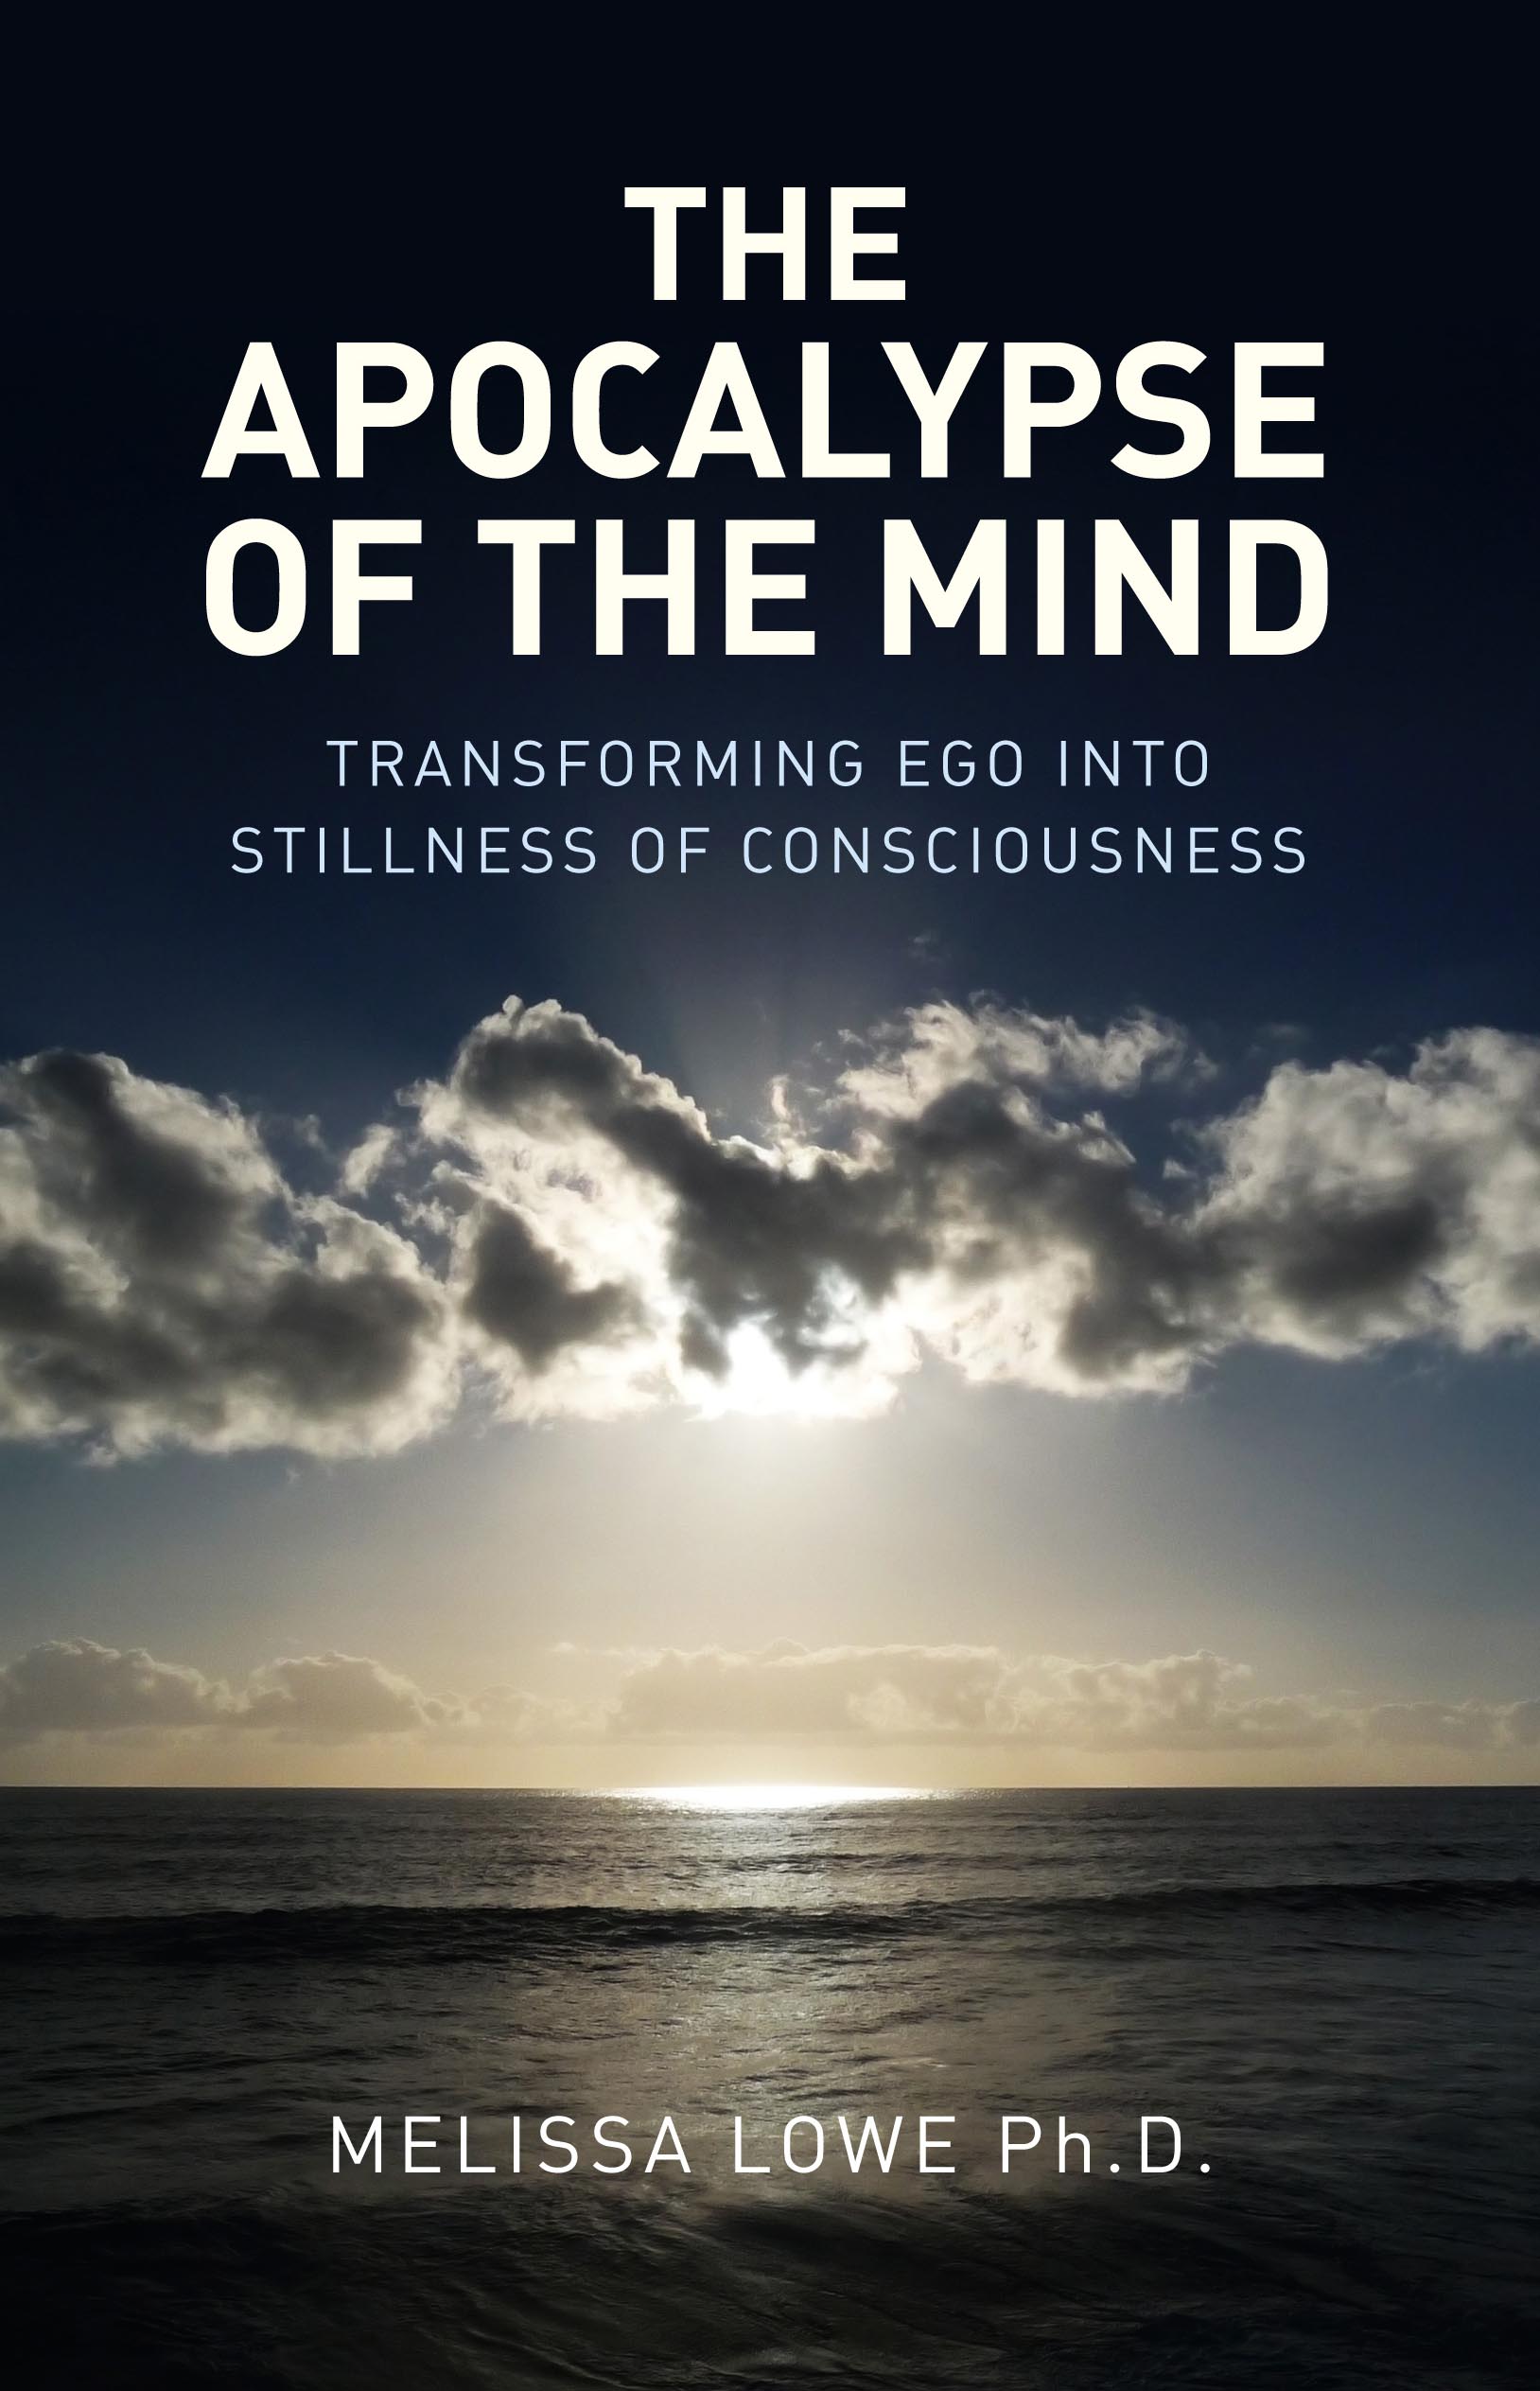 THE
APOCALYPSE
OF THE MIND
TRANSFORMING EGO INTO
STILLNESS OF CONSCIOUSNESS
MELISSA LOWE Ph.D.